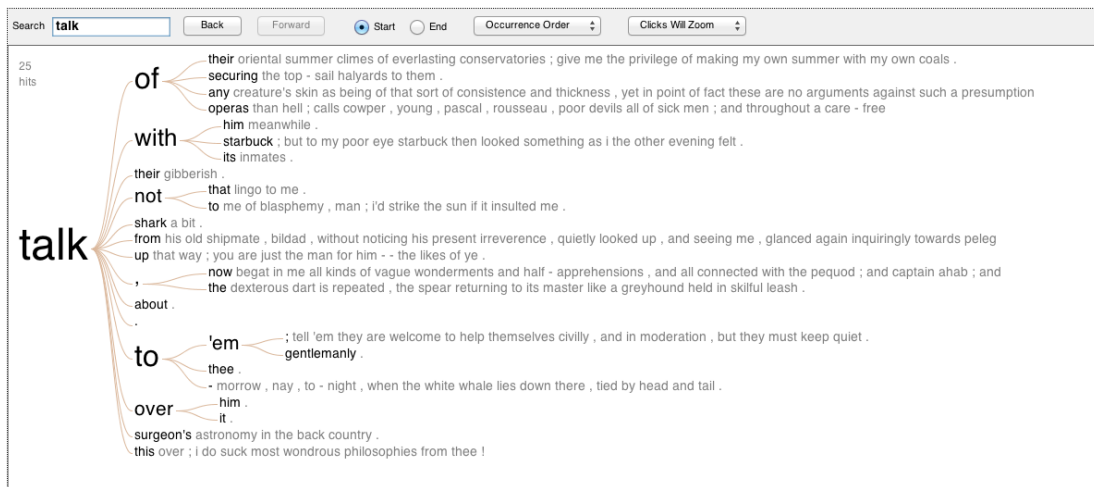 Search talk Back Forward Start End Occurrence Order Clicks Will Zoom
25
hits
talk
of
their oriental summer climes of everlasting conservatories ; give me the privilege of making my own summer with my own coals .
securing the top - sail halyards to them .
any creature's skin as being of that sort of consistence and thickness , yet in point of fact these are no arguments against such a presumption
operas than hell ; calls cowper , young , pascal , rousseau , poor devils all of sick men ; and throughout a care - free
with
him meanwhile .
starbuck ; but to my poor eye starbuck then looked something as i the other evening felt .
its inmates .
their gibberish .
not
that lingo to me .
to me of blasphemy , man ; i'd strike the sun if it insulted me .
shark a bit .
from his old shipmate , bildad , without noticing his present irreverence , quietly looked up , and seeing me , glanced again inquiringly towards peleg
up that way ; you are just the man for him - - the likes of ye .
,
now begat in me all kinds of vague wonderments and half - apprehensions , and all connected with the pequod ; and captain ahab ; and
the dexterous dart is repeated , the spear returning to its master like a greyhound held in skilful leash .
about .
.
to
'em
; tell 'em they are welcome to help themselves civilly , and in moderation , but they must keep quiet .
gentlemanly .
thee .
- morrow , nay , to - night , when the white whale lies down there , tied by head and tail .
over
him .
it .
surgeon's astronomy in the back country .
this over ; i do suck most wondrous philosophies from thee !